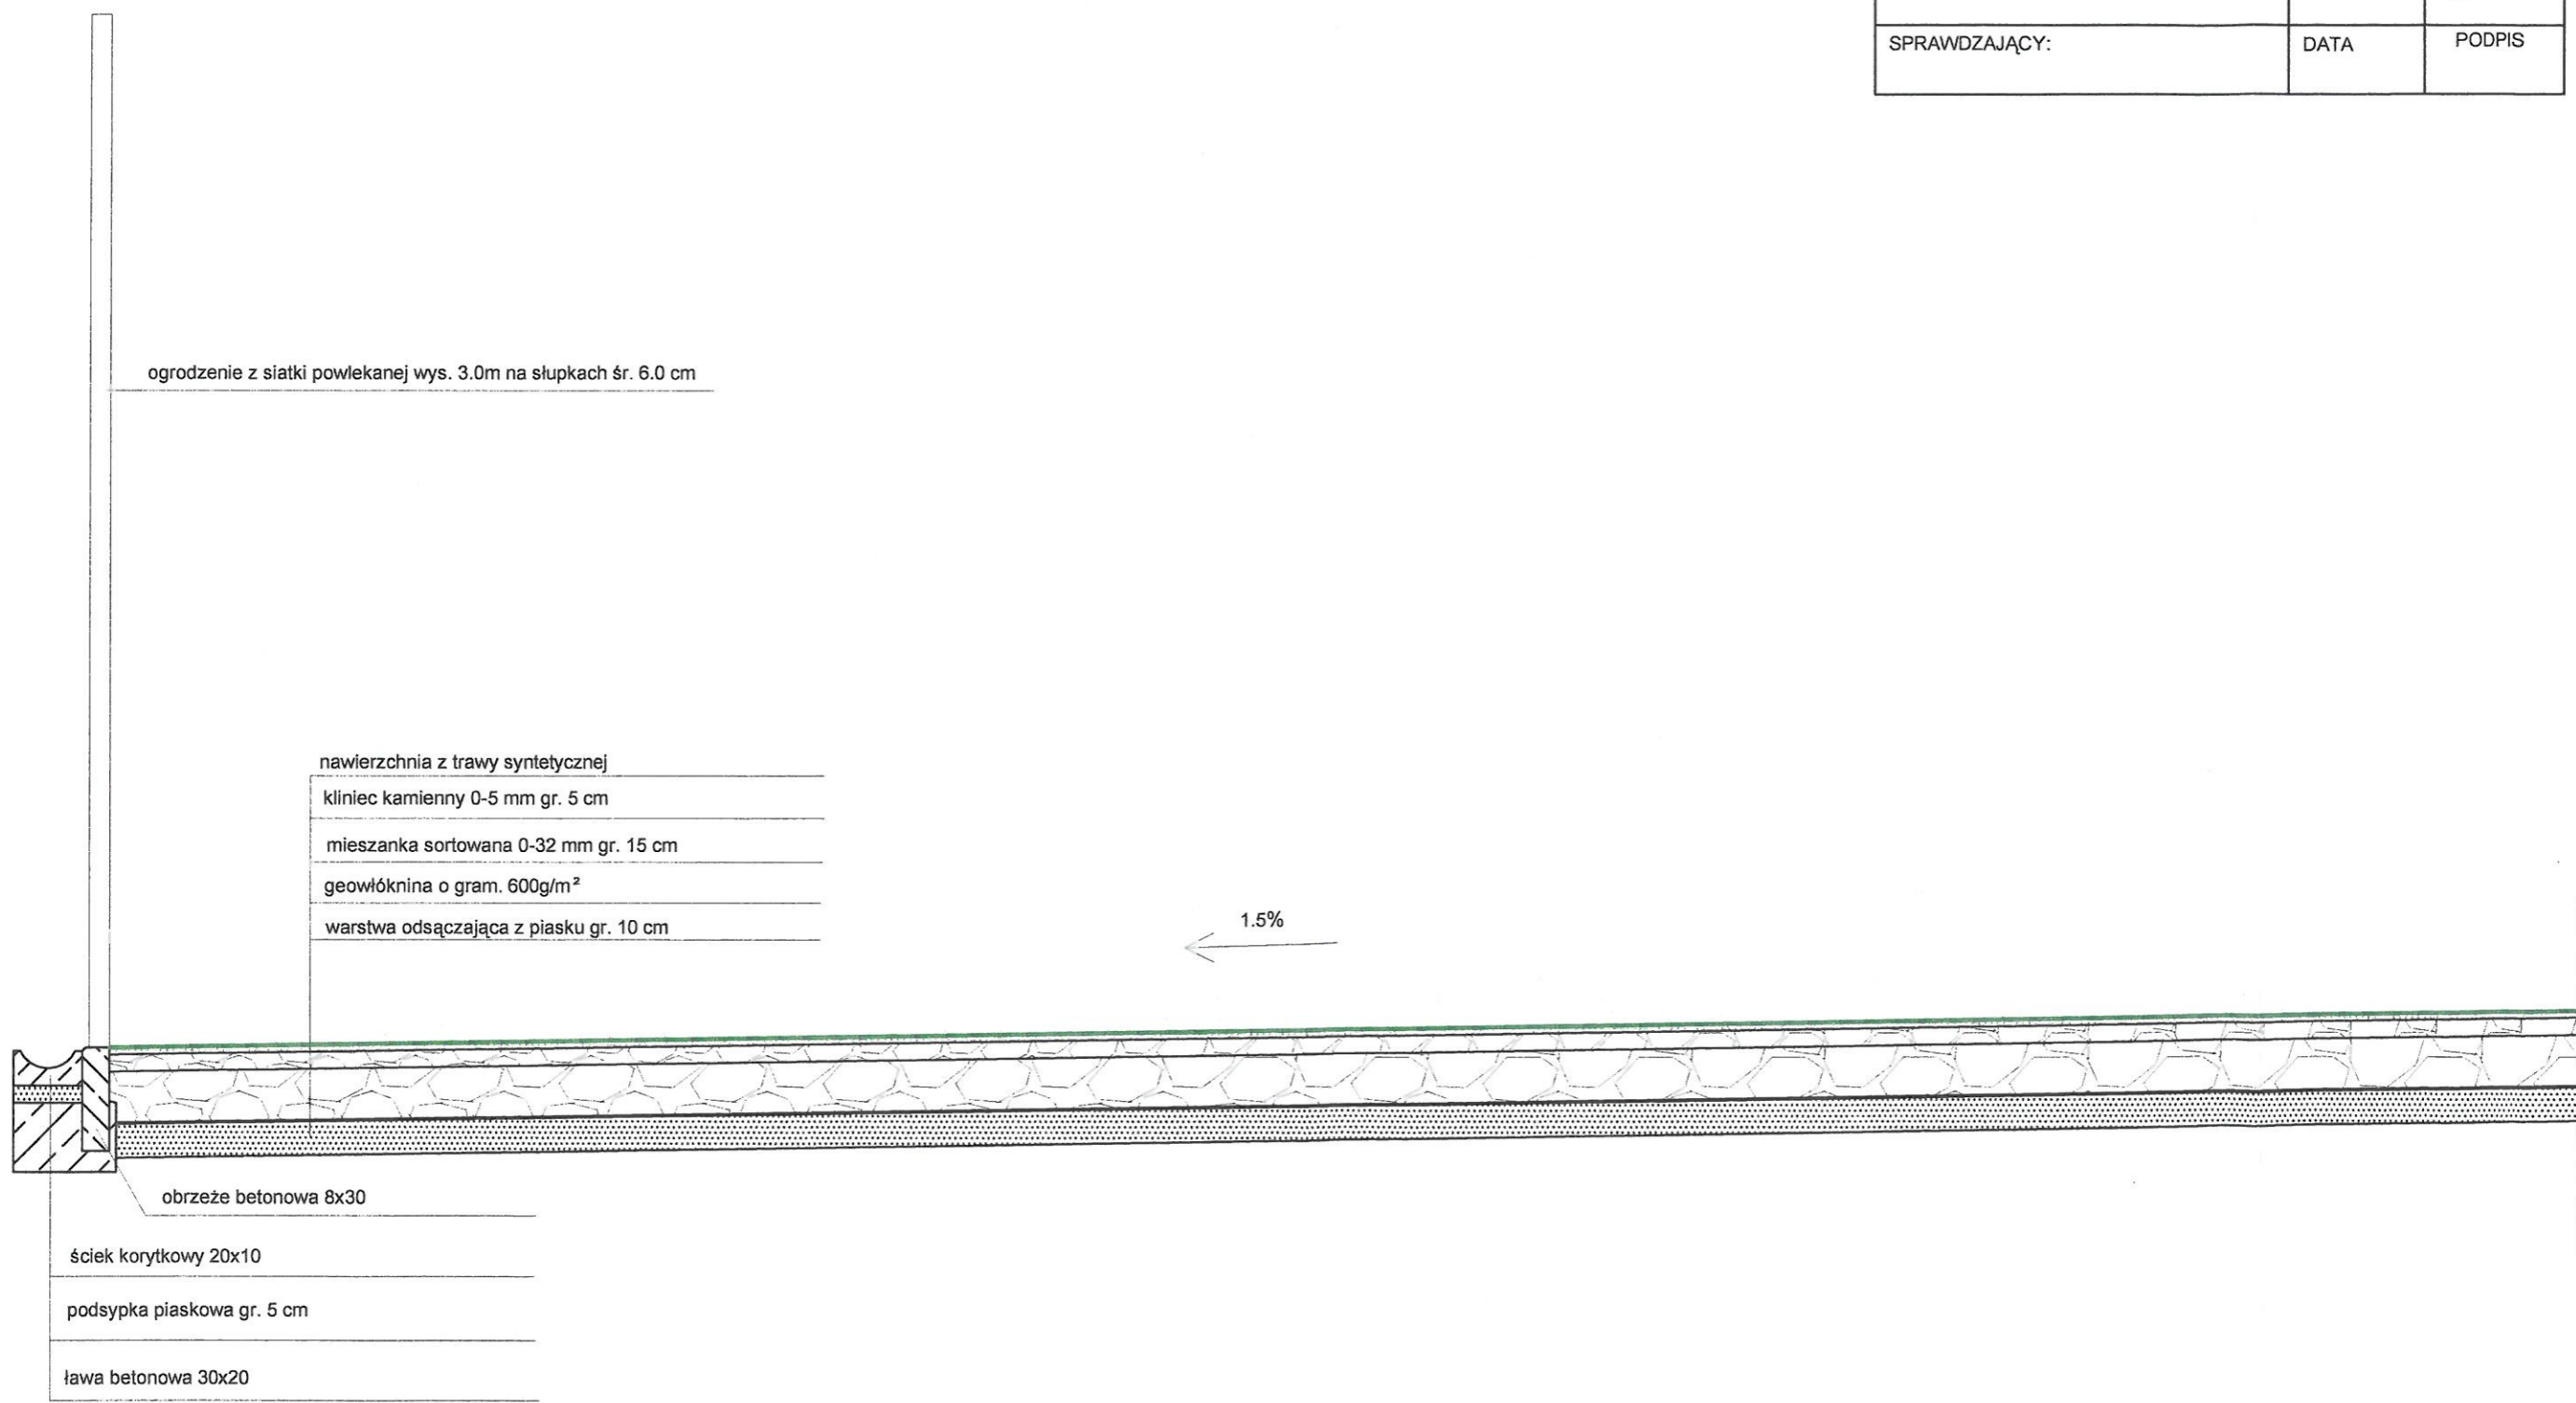 SPRAWDZAJĄCY:
DATA
PODPIS
ogrodzenie z siatki powlekanej wys. 3.0m na słupkach śr. 6.0 cm
nawierzchnia z trawy syntetycznej
kliniec kamienny 0-5 mm gr. 5 cm
mieszanka sortowana 0-32 mm gr. 15 cm
geowłóknina o gram. 600g/m²
warstwa odsączająca z piasku gr. 10 cm
1.5%
obrzeże betonowa 8x30
ściek korytkowy 20x10
podsypka piaskowa gr. 5 cm
ława betonowa 30x20